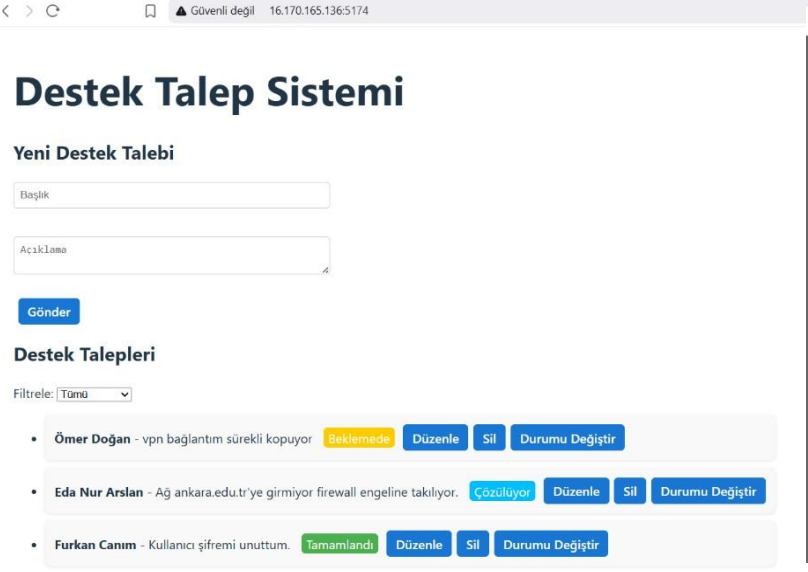 Güvenli değil 16.170.165.136:5174
Destek Talep Sistemi
Yeni Destek Talebi
Başlık
Açıklama
Gönder
Destek Talepleri
Filtrele: Tümü
Ömer Doğan - vpn bağlantım sürekli kopuyor Beklemede Düzenle Sil Durumu Değiştir
Eda Nur Arslan - Ağ ankara.edu.tr'ye girmiyor firewall engeline takılıyor. Çözülüyor Düzenle Sil Durumu Değiştir
Furkan Canım - Kullanıcı şifremi unuttum. Tamamlandı Düzenle Sil Durumu Değiştir